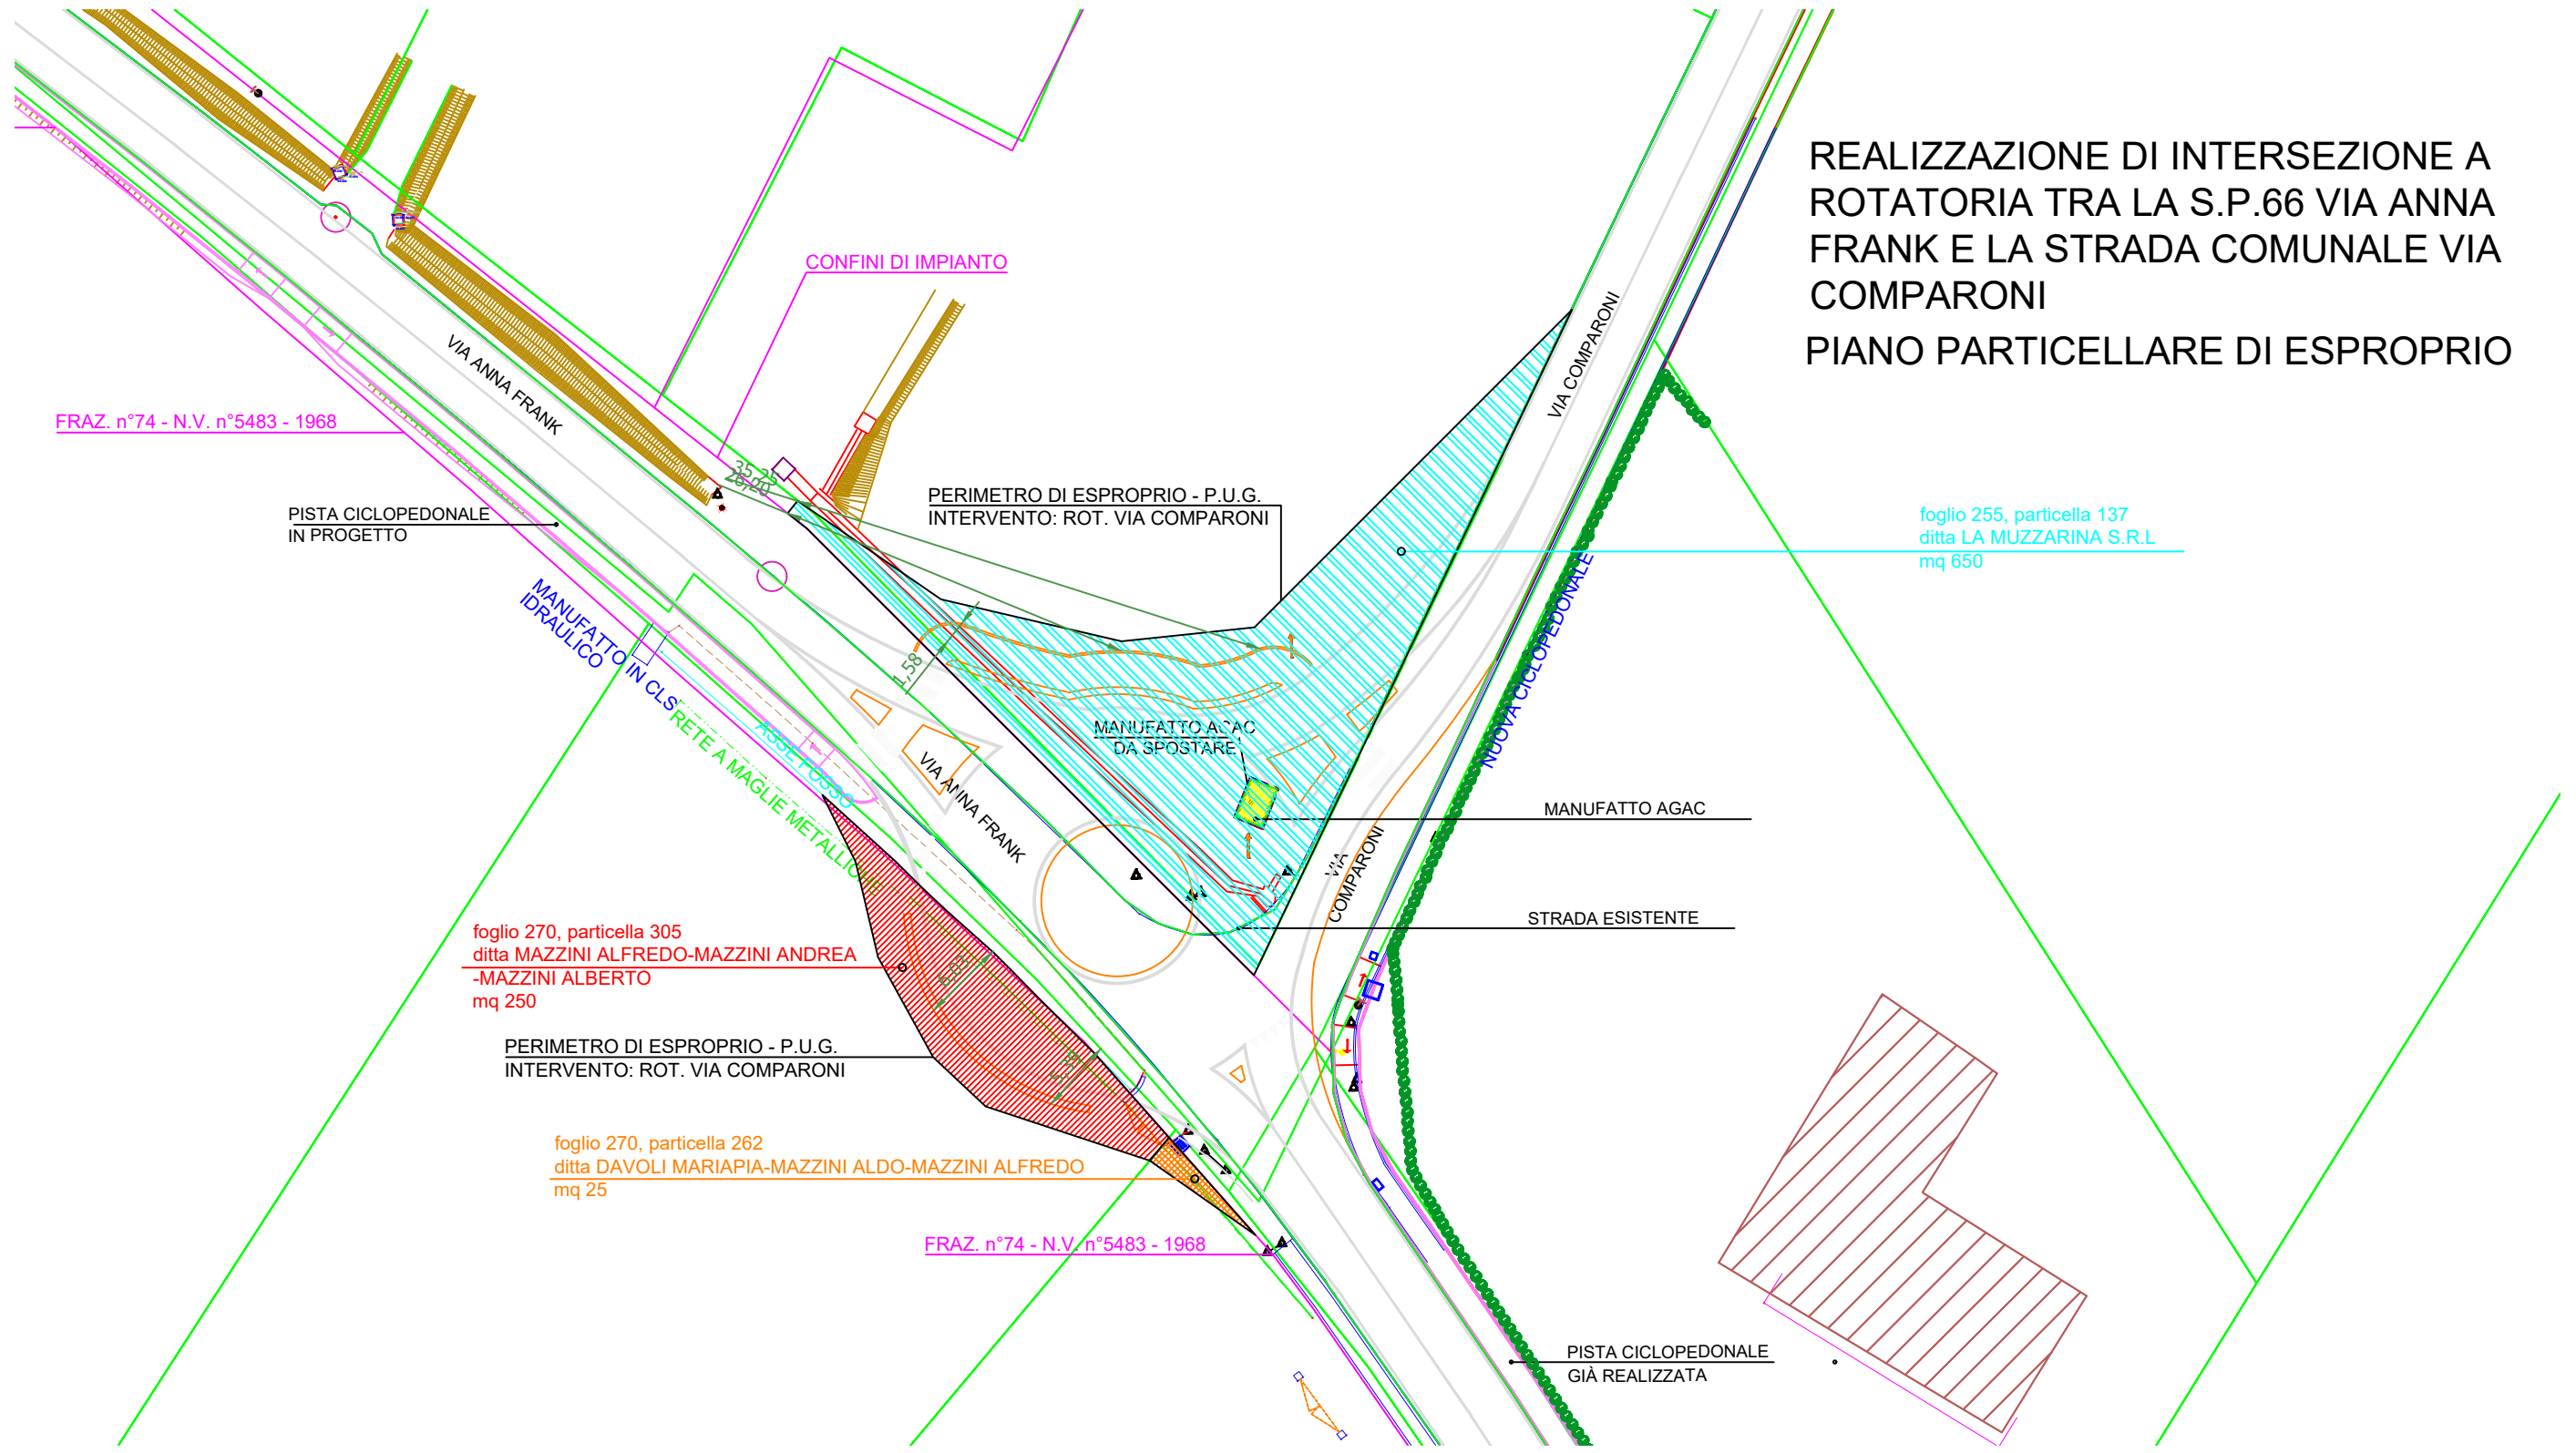 REALIZZAZIONE DI INTERSEZIONE A
ROTATORIA TRA LA S.P.66 VIA ANNA
FRANK E LA STRADA COMUNALE VIA
COMPARONI
PIANO PARTICELLARE DI ESPROPRIO
CONFINI DI IMPIANTO
VIA ANNA FRANK
VIA COMPARONI
FRAZ. n°74 - N.V. n°5483 - 1968
35,25
26,20
PERIMETRO DI ESPROPRIO - P.U.G.
INTERVENTO: ROT. VIA COMPARONI
PISTA CICLOPEDONALE
IN PROGETTO
foglio 255, particella 137
ditta LA MUZZARINA S.R.L
mq 650
MANUFATTO IN CLS
IDRAULICO
NUOVA CICLOPEDONALE
1,58
RETE A MAGLIE METALLICHE
ASSE FOSSO
MANUFATTO AGAC
DA SPOSTARE
VIA ANNA FRANK
MANUFATTO AGAC
VIA
COMPARONI
STRADA ESISTENTE
foglio 270, particella 305
ditta MAZZINI ALFREDO-MAZZINI ANDREA
-MAZZINI ALBERTO
mq 250
PERIMETRO DI ESPROPRIO - P.U.G.
INTERVENTO: ROT. VIA COMPARONI
foglio 270, particella 262
ditta DAVOLI MARIAPIA-MAZZINI ALDO-MAZZINI ALFREDO
mq 25
FRAZ. n°74 - N.V. n°5483 - 1968
PISTA CICLOPEDONALE
GIÀ REALIZZATA